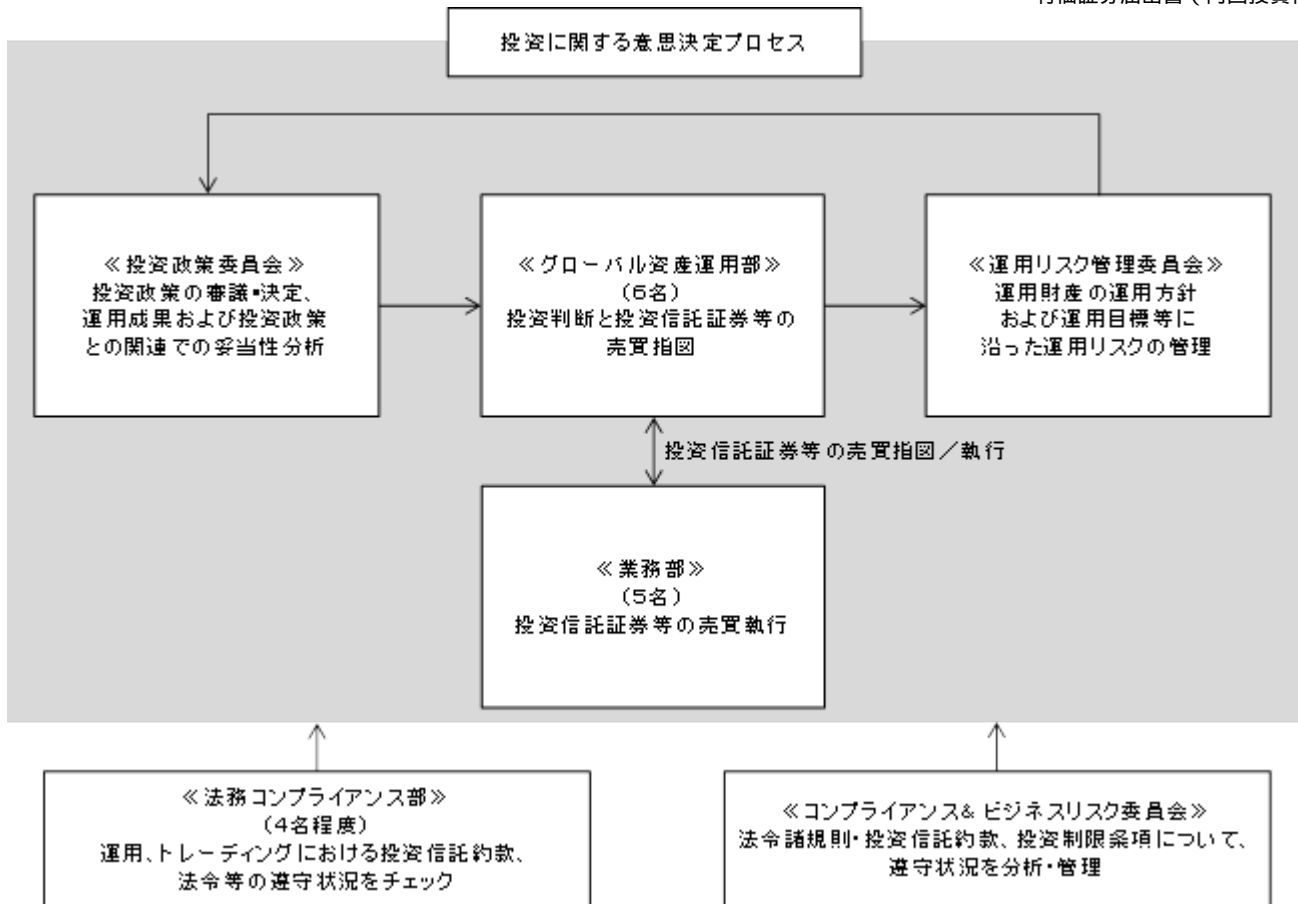 投資に関する意思決定プロセス
≪投資政策委員会≫
投資政策の審議・決定、
運用成果および投資政策
との関連での妥当性分析
≪グローバル資産運用部≫
(6名)
投資判断と投資信託証券等の
売買指図
≪運用リスク管理委員会≫
運用財産の運用方針
および運用目標等に
沿った運用リスクの管理
投資信託証券等の売買指図／執行
≪業務部≫
(5名)
投資信託証券等の売買執行
≪法務コンプライアンス部≫
(4名程度)
運用、トレーディングにおける投資信託約款、
法令等の遵守状況をチェック
≪コンプライアンス& ビジネスリスク委員会≫
法令諸規則・投資信託約款、投資制限条項について、
遵守状況を分析・管理